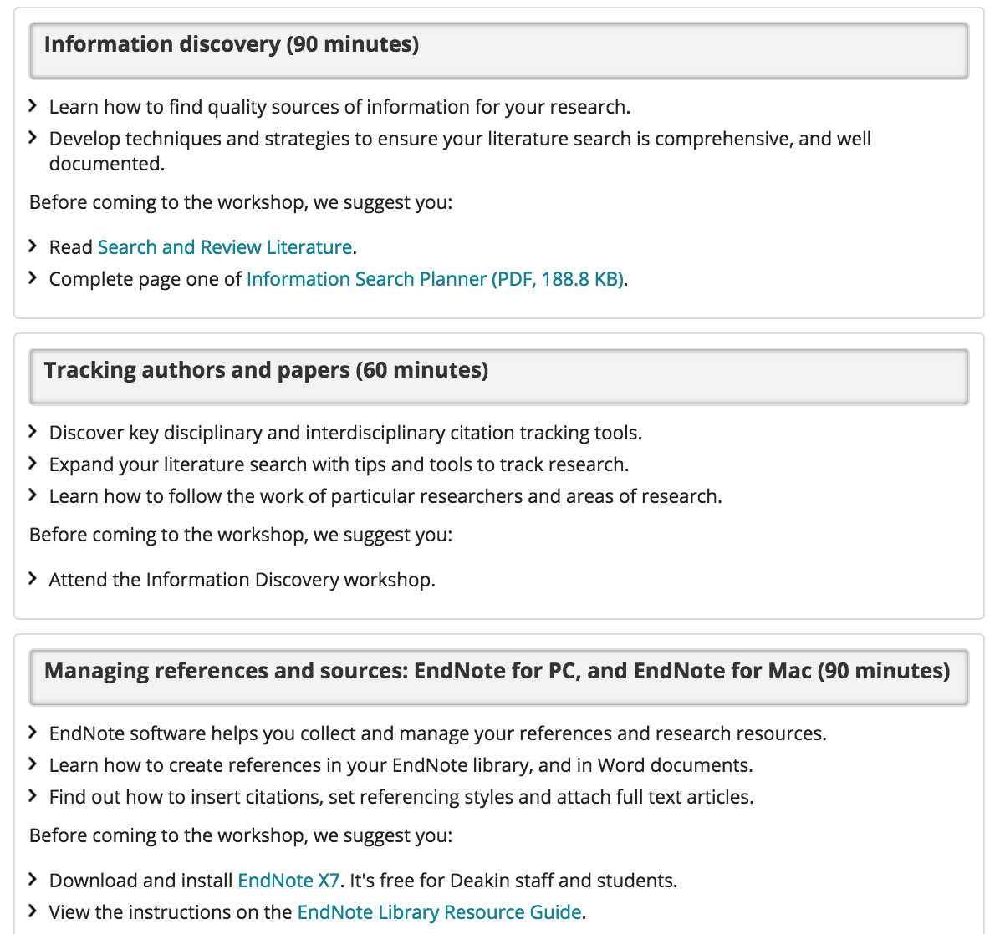 Information discovery (90 minutes)
Learn how to find quality sources of information for your research.
Develop techniques and strategies to ensure your literature search is comprehensive, and well
documented.
Before coming to the workshop, we suggest you:
Read Search and Review Literature.
Complete page one of Information Search Planner (PDF, 188.8 KB).
Tracking authors and papers (60 minutes)
Discover key disciplinary and interdisciplinary citation tracking tools.
Expand your literature search with tips and tools to track research.
Learn how to follow the work of particular researchers and areas of research.
Before coming to the workshop, we suggest you:
Attend the Information Discovery workshop.
Managing references and sources: EndNote for PC, and EndNote for Mac (90 minutes)
EndNote software helps you collect and manage your references and research resources.
Learn how to create references in your EndNote library, and in Word documents.
Find out how to insert citations, set referencing styles and attach full text articles.
Before coming to the workshop, we suggest you:
Download and install EndNote X7. It's free for Deakin staff and students.
View the instructions on the EndNote Library Resource Guide.